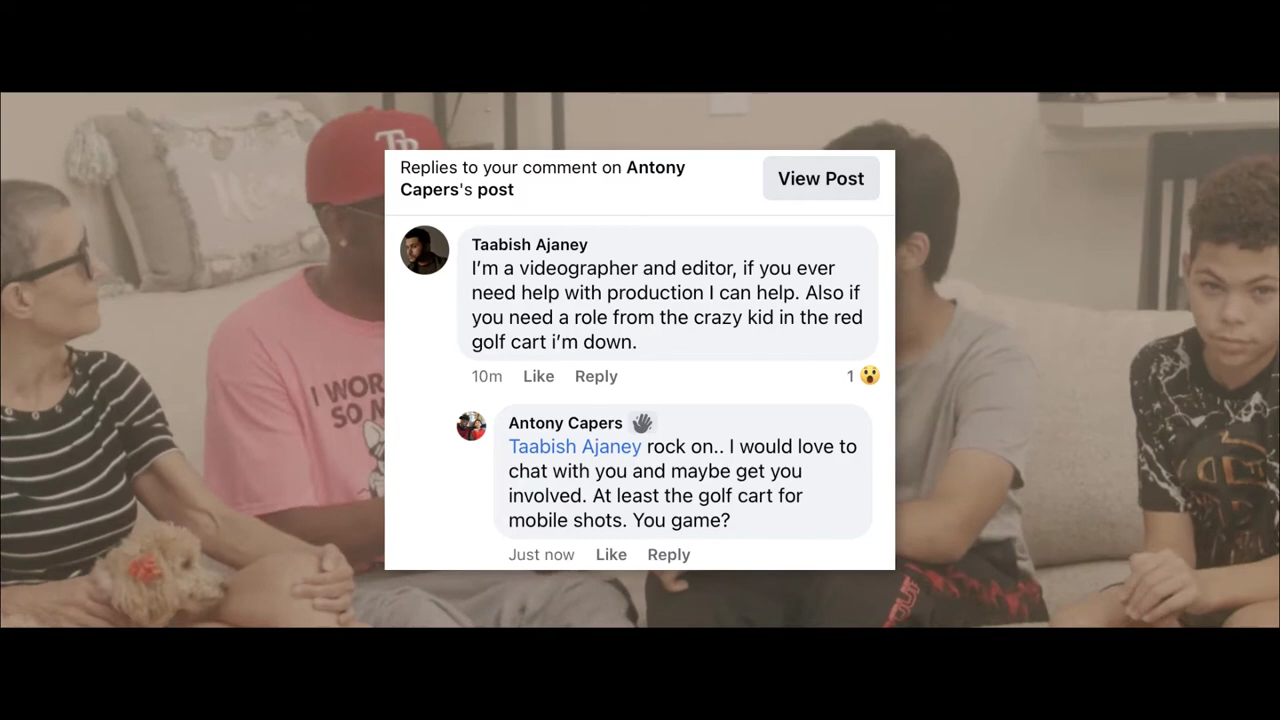 Replies to your comment on Antony
Capers's post
View Post
Taabish Ajaney
I'm a videographer and editor, if you ever
need help with production I can help. Also if
you need a role from the crazy kid in the red
golf cart i'm down.
10m Like Reply 1 😮
Antony Capers
Taabish Ajaney rock on.. I would love to
chat with you and maybe get you
involved. At least the golf cart for
mobile shots. You game?
Just now Like Reply
TB
I WOR
SO M